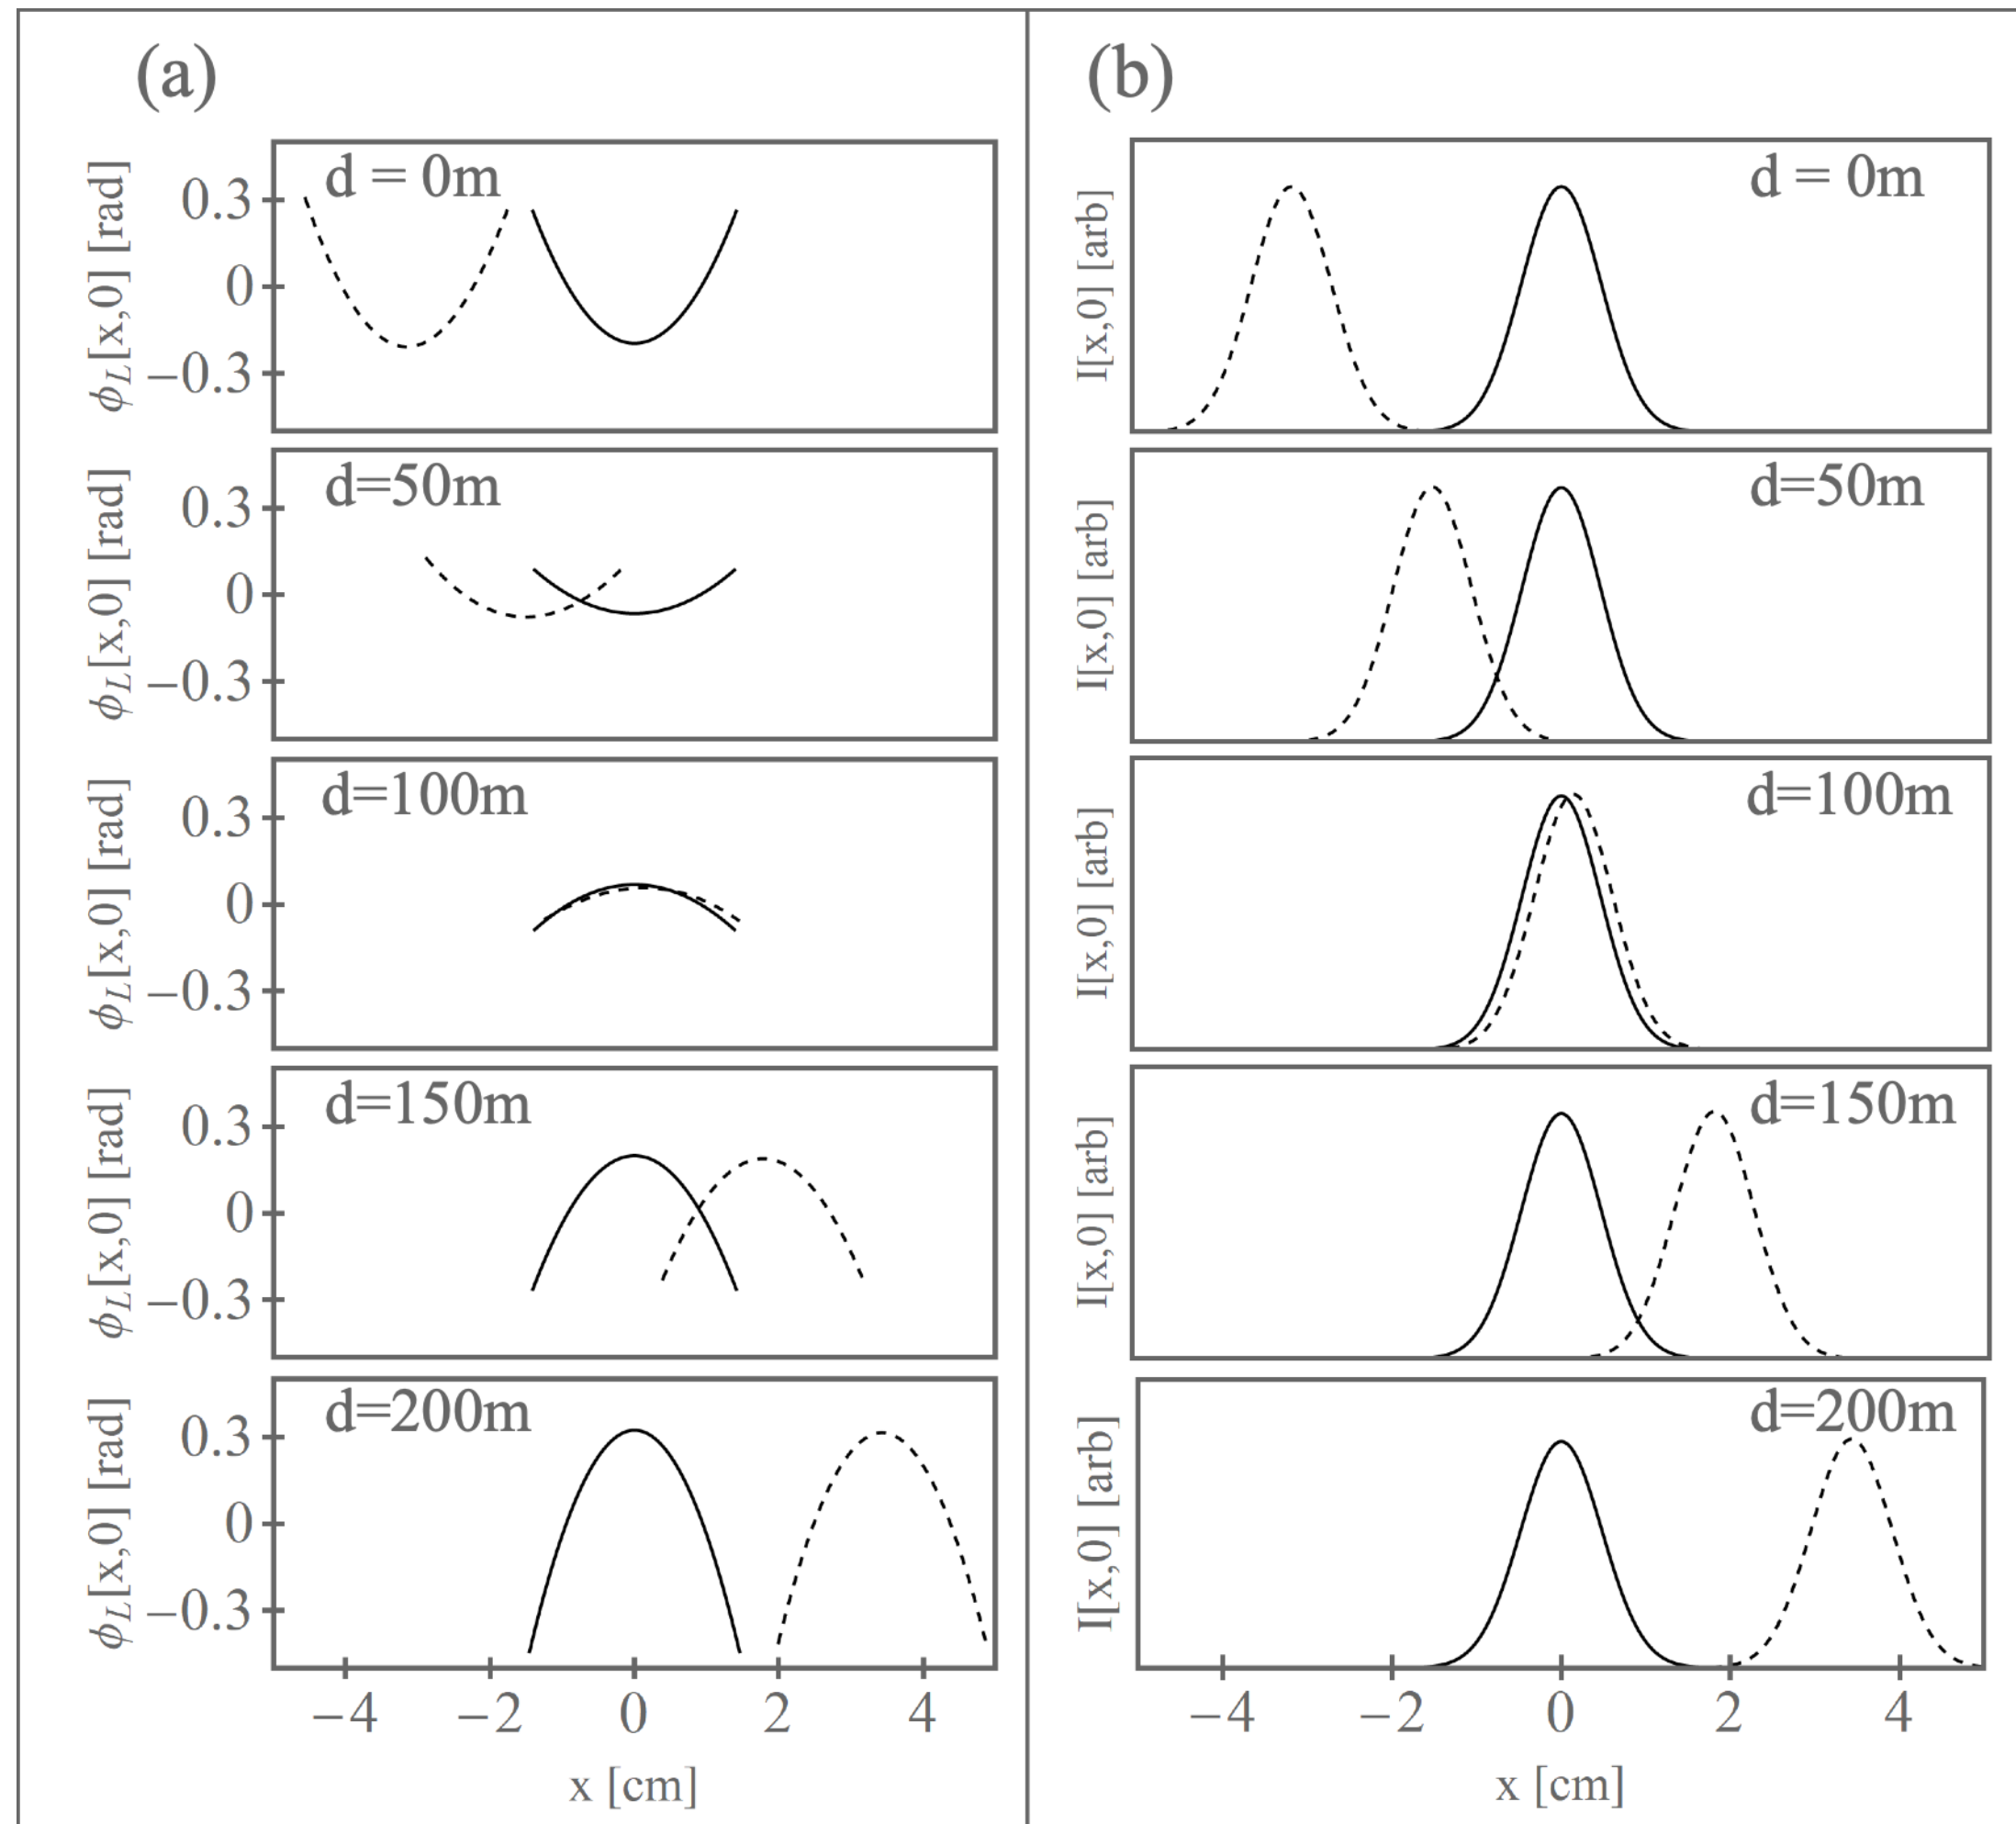 (a)
ϕL[x,0] [rad]
0.3
0
−0.3
d = 0m
ϕL[x,0] [rad]
0.3
0
−0.3
d=50m
ϕL[x,0] [rad]
0.3
0
−0.3
d=100m
ϕL[x,0] [rad]
0.3
0
−0.3
d=150m
ϕL[x,0] [rad]
0.3
0
−0.3
d=200m
−4 −2 0 2 4
x [cm]
(b)
I[x,0] [arb]
d = 0m
I[x,0] [arb]
d=50m
I[x,0] [arb]
d=100m
I[x,0] [arb]
d=150m
I[x,0] [arb]
d=200m
−4 −2 0 2 4
x [cm]